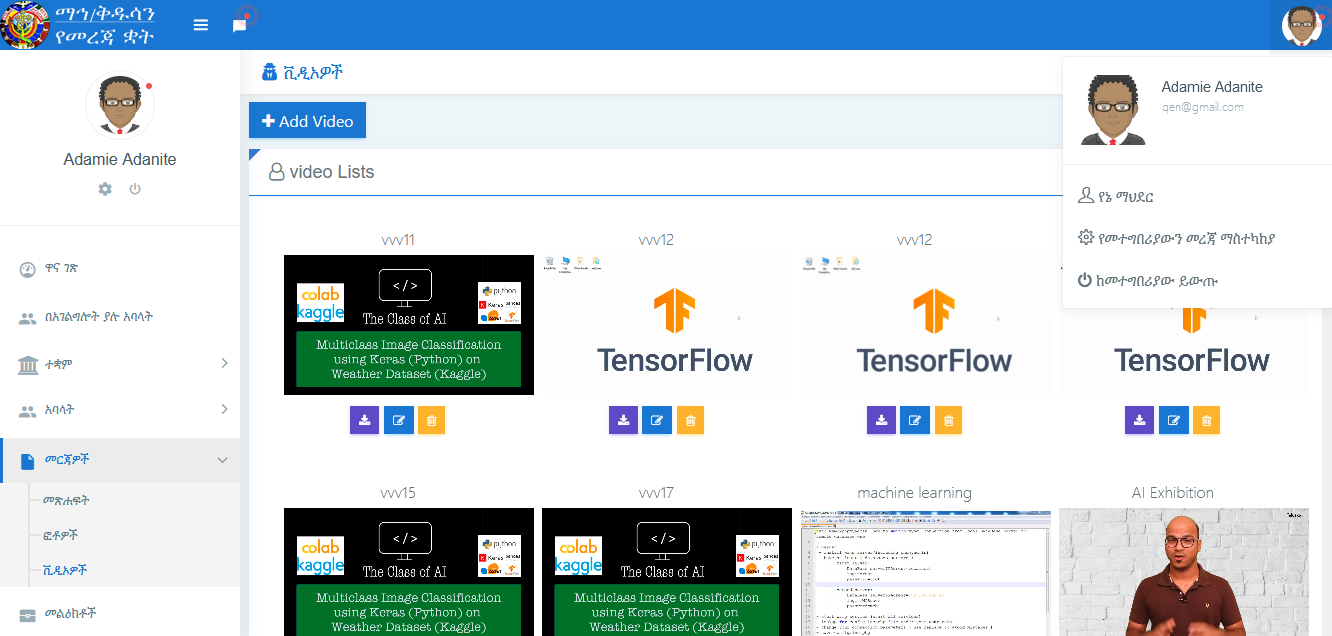 ማኅ/ቅዱሳን
የመረጃ ቋት
Adamie Adanite
ዋና ገጽ
በአገልግሎት ያሉ አባላት
ተቋም
አባላት
መርጃዎች
መጽሐፍት
ፎቶዎች
ቪዲኦዎች
መልዕክቶች
ቪዲኦዎች
Add Video
video Lists
Adamie Adanite
qen@gmail.com
የኔ ማህደር
የመተግበሪያውን መረጃ ማስተካከያ
ከመተግበሪያው ይውጡ
vvv11
vvv12
vvv12
colab
kaggle
</>
The Class of AI
python
Keras
pandas
Multiclass Image Classification
using Keras (Python) on
Weather Dataset (Kaggle)
TensorFlow
TensorFlow
TensorFlow
vvv15
vvv17
machine learning
AI Exhibition
colab
kaggle
</>
The Class of AI
python
Keras
pandas
Multiclass Image Classification
using Keras (Python) on
Weather Dataset (Kaggle)
colab
kaggle
</>
The Class of AI
python
Keras
pandas
Multiclass Image Classification
using Keras (Python) on
Weather Dataset (Kaggle)